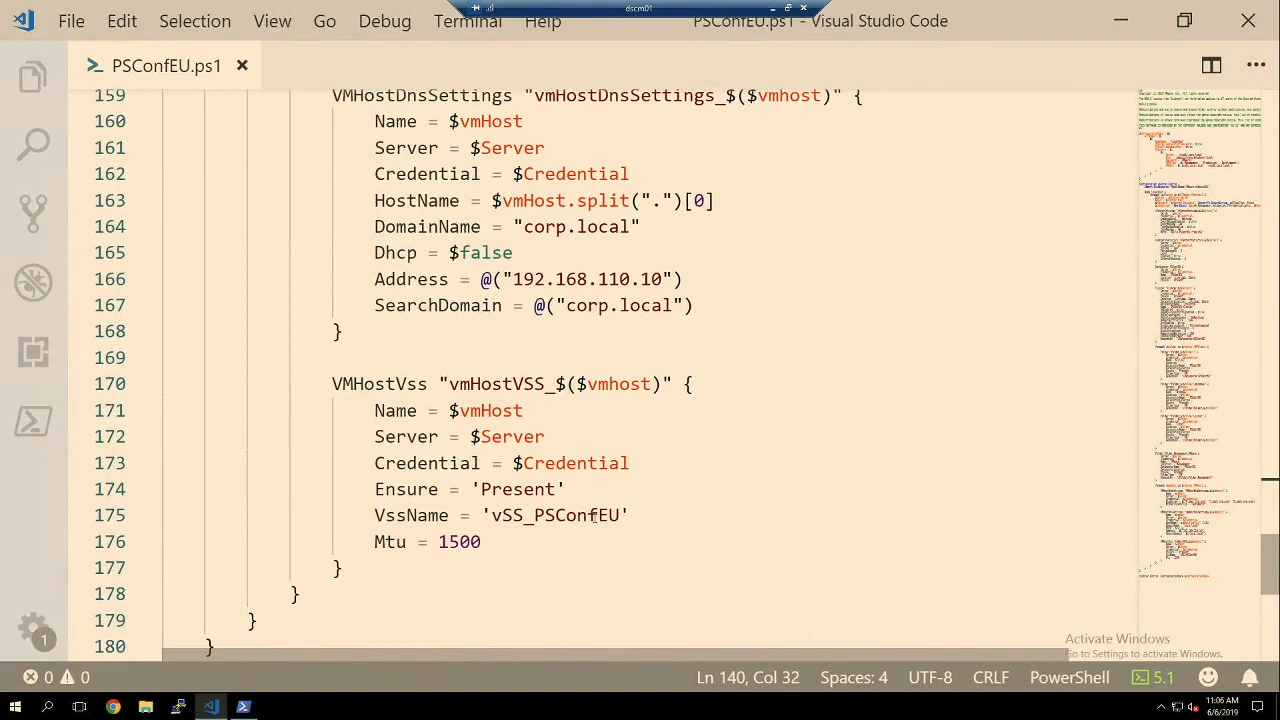 File Edit Selection View Go Debug Terminal Help dscm01 PSConfEU.ps1 - Visual Studio Code
PSConfEU.ps1
159 VMHostDnsSettings "vmHostDnsSettings_$($vmhost)" {
160 Name = $vmHost
161 Server = $Server
162 Credential = $Credential
163 HostName = $vmHost.split(".")[0]
164 DomainName = "corp.local"
165 Dhcp = $false
166 Address = @("192.168.110.10")
167 SearchDomain = @("corp.local")
168 }
169
170 VMHostVss "vmHostVSS_$($vmhost)" {
171 Name = $vmHost
172 Server = $Server
173 Credential = $Credential
174 Ensure = 'Present'
175 VssName = 'vSS_PSConfEU'
176 Mtu = 1500
177 }
178 }
179 }
180 }
Activate Windows
Go to Settings to activate Windows.
1
0 0 Ln 140, Col 32 Spaces: 4 UTF-8 CRLF PowerShell 5.1
11:06 AM
6/6/2019